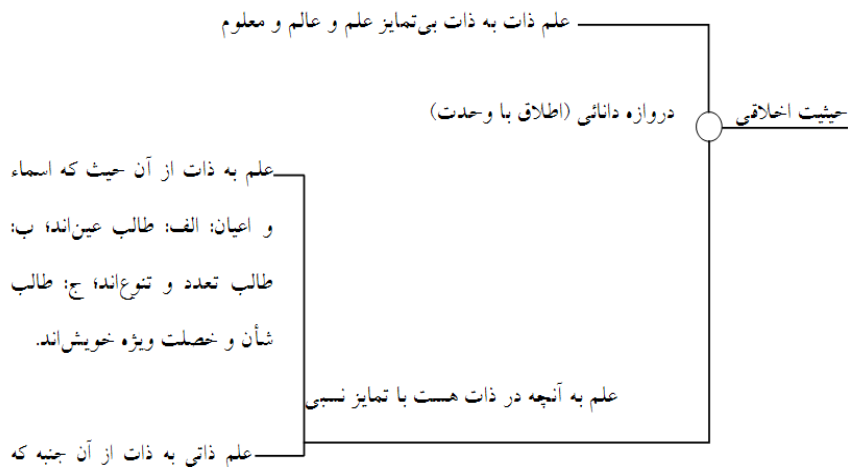 علم ذات به ذات بی‌تمایز علم و عالم و معلوم
حیثیت اخلاقی
دروازه دانائی (اطلاق با وحدت)
علم به ذات از آن حیث که اسماء
و اعیان: الف: طالب عین‌اند؛ ب:
طالب تعدد و تنوع‌اند؛ ج: طالب
شأن و خصلت ویژه خویش‌اند.
علم به آنچه در ذات هست با تمایز نسبی
علم ذاتی به ذات از آن جنبه که